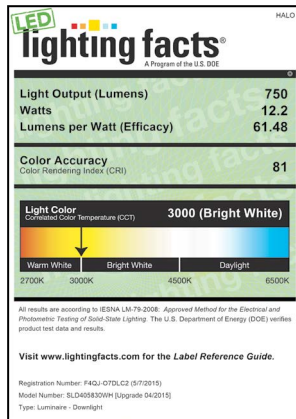 HALO
LED
lighting facts®
A Program of the U.S. DOE
Light Output (Lumens) 750
Watts 12.2
Lumens per Watt (Efficacy) 61.48
Color Accuracy
Color Rendering Index (CRI) 81
Light Color
Correlated Color Temperature (CCT) 3000 (Bright White)
Warm White Bright White Daylight
2700K 3000K 4500K 6500K
All results are according to IESNA LM-79-2008: Approved Method for the Electrical and
Photometric Testing of Solid-State Lighting. The U.S. Department of Energy (DOE) verifies
product test data and results.
Visit www.lightingfacts.com for the Label Reference Guide.
Registration Number: F4QJ-O7DLC2 (5/7/2015)
Model Number: SLD405830WH [Upgrade 04/2015]
Type: Luminaire - Downlight